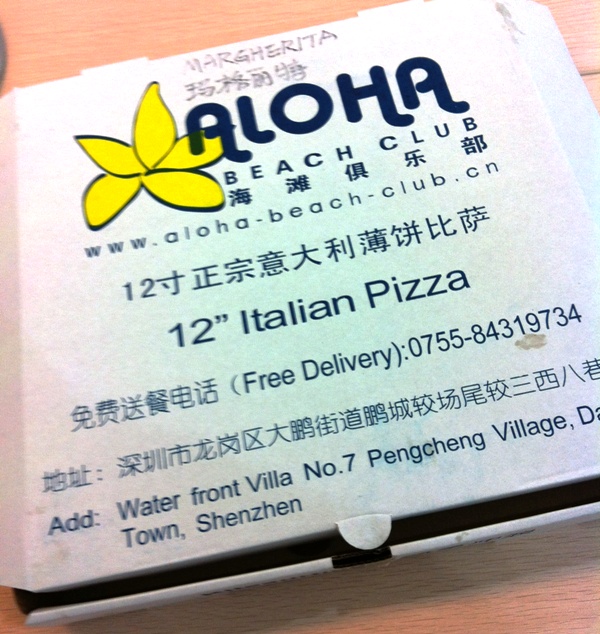 MARGHERITA
玛格丽特
ALOHA
BEACH CLUB
海滩俱乐部
www.aloha-beach-club.cn
12寸正宗意大利薄饼比萨
12" Italian Pizza
免费送餐电话（Free Delivery):0755-84319734
地址：深圳市龙岗区大鹏街道鹏城较场尾较三西八巷
Add: Water front Villa No.7 Pengcheng Village, Da
Town, Shenzhen